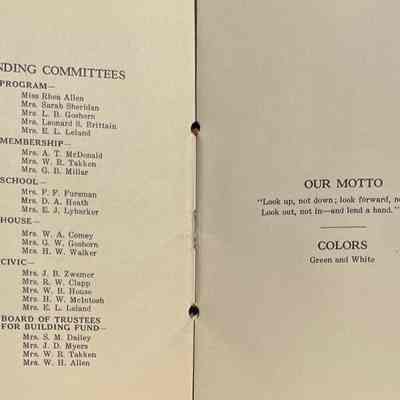 NDING COMMITTEES
PROGRAM—
Miss Rhea Allen
Mrs. Sarah Sheridan
Mrs. L. B. Goshorn
Mrs. Leonard S. Brittain
Mrs. E. L. Leland
MEMBERSHIP—
Mrs. A. T. McDonald
Mrs. W. R. Takken
Mrs. G. B. Millar
SCHOOL—
Mrs. F. F. Fursman
Mrs. D. A. Heath
Mrs. E. J. Lybarker
HOUSE—
Mrs. W. A. Comey
Mrs. G. W. Goshorn
Mrs. H. W. Walker
CIVIC—
Mrs. J. B. Zwemer
Mrs. R. W. Clapp
Mrs. W. B. House
Mrs. H. W. McIntosh
Mrs. E. L. Leland
BOARD OF TRUSTEES
FOR BUILDING FUND—
Mrs. S. M. Dailey
Mrs. J. D. Myers
Mrs. W. R. Takken
Mrs. W. H. Allen
OUR MOTTO
"Look up, not down; look forward, no
Look out, not in—and lend a hand."
COLORS
Green and White